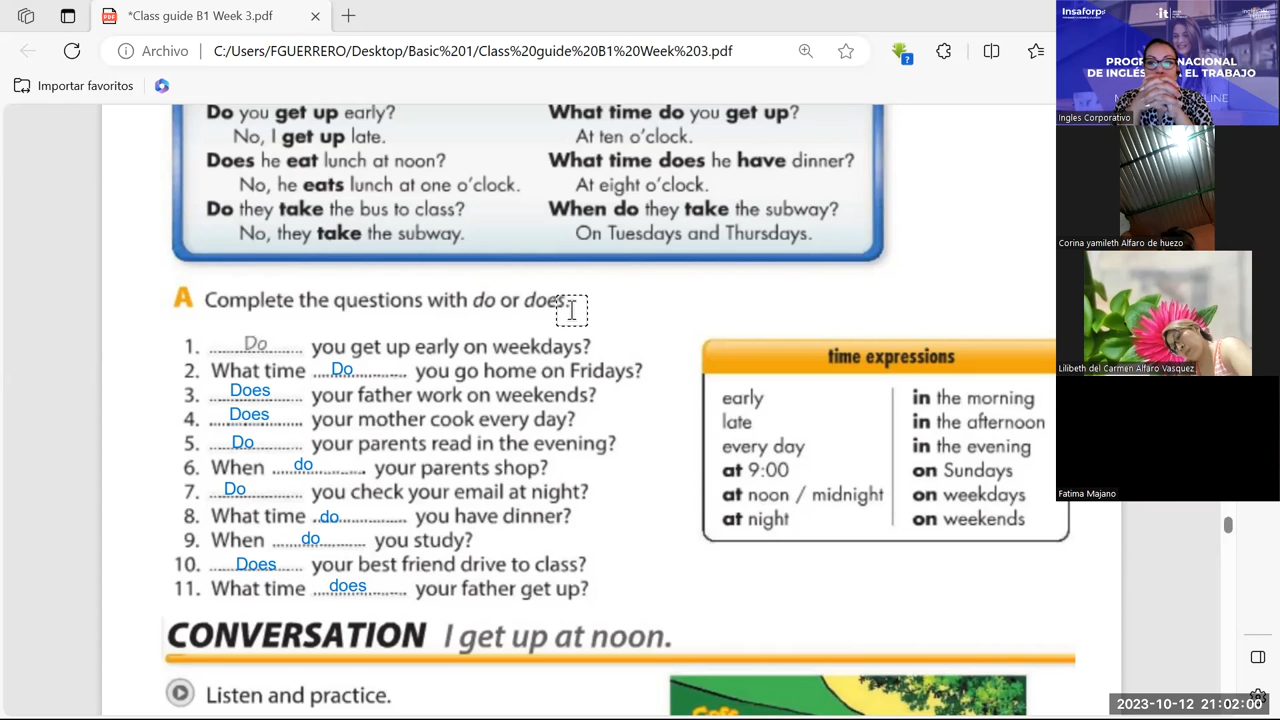 *Class guide B1 Week 3.pdf
Archivo
C:/Users/FGUERRERO/Desktop/Basic%201/Class%20guide%20B1%20Week%203.pdf
Importar favoritos
Do you get up early?
No, I get up late.
Does he eat lunch at noon?
No, he eats lunch at one o'clock.
Do they take the bus to class?
No, they take the subway.
What time do you get up?
At ten o'clock.
What time does he have dinner?
At eight o'clock.
When do they take the subway?
On Tuesdays and Thursdays.
A Complete the questions with do or does.
1. Do you get up early on weekdays?
2. What time Do you go home on Fridays?
3. Does your father work on weekends?
4. Does your mother cook every day?
5. Do your parents read in the evening?
6. When do your parents shop?
7. Do you check your email at night?
8. What time do you have dinner?
9. When do you study?
10. Does your best friend drive to class?
11. What time does your father get up?
time expressions
early
late
every day
at 9:00
at noon / midnight
at night
in the morning
in the afternoon
in the evening
on Sundays
on weekdays
on weekends
CONVERSATION I get up at noon.
Listen and practice.
Insaforp
it
Ingles Corporativo
Corina yamileth Alfaro de huezo
Lilibeth del Carmen Alfaro Vasquez
Fatima Majano
2023-10-12 21:02:00